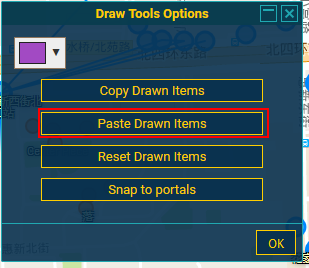 Draw Tools Options
Copy Drawn Items
Paste Drawn Items
Reset Drawn Items
Snap to portals
OK